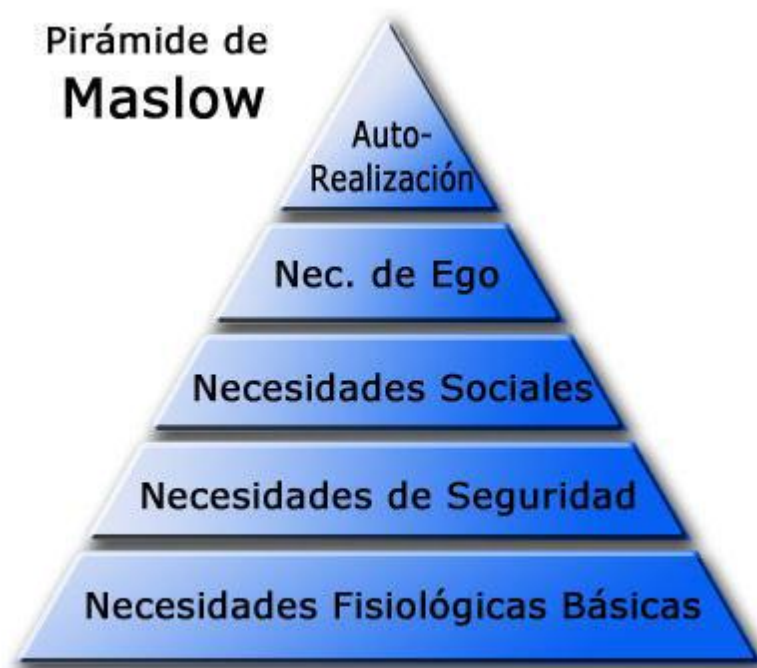 Pirámide de
Maslow
Auto-
Realización
Nec. de Ego
Necesidades Sociales
Necesidades de Seguridad
Necesidades Fisiológicas Básicas